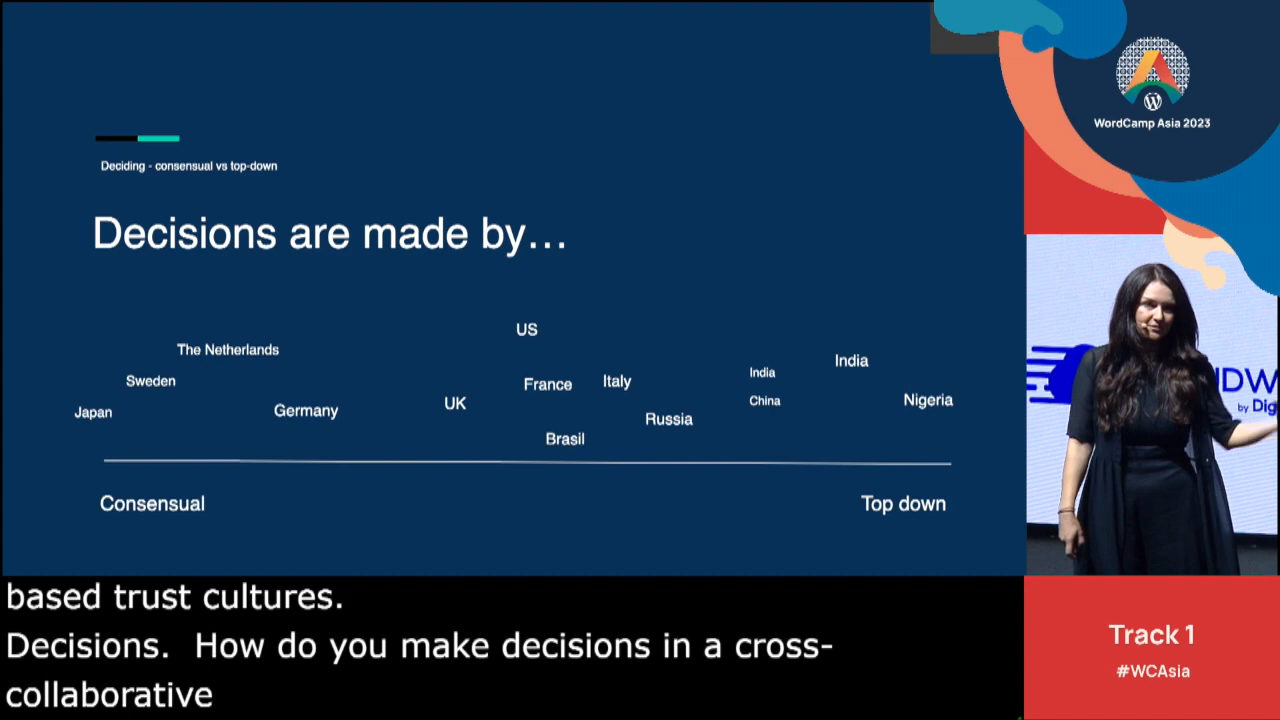 Deciding - consensual vs top-down
Decisions are made by...
US
The Netherlands
India
India
Sweden
France
Italy
China
Japan
Germany
UK
Nigeria
Russia
Brasil
Consensual
Top down
based trust cultures.
Decisions.  How do you make decisions in a cross-
collaborative
WordCamp Asia 2023
by Dig
Track 1
#WCAsia